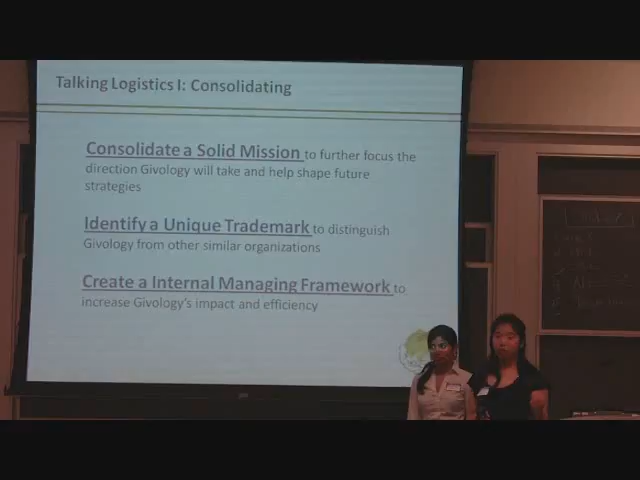 Talking Logistics I: Consolidating
Consolidate a Solid Mission to further focus the
direction Givology will take and help shape future
strategies
Identify a Unique Trademark to distinguish
Givology from other similar organizations
Create a Internal Managing Framework to
increase Givology's impact and efficiency